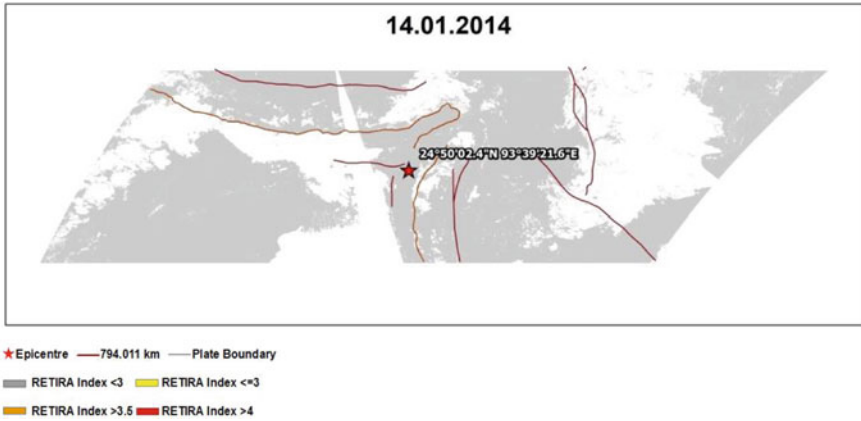 14.01.2014
24°50'02.4"N 93°39'21.6"E
Epicentre 794.011 km Plate Boundary
RETIRA Index <3 RETIRA Index <=3
RETIRA Index >3.5 RETIRA Index >4